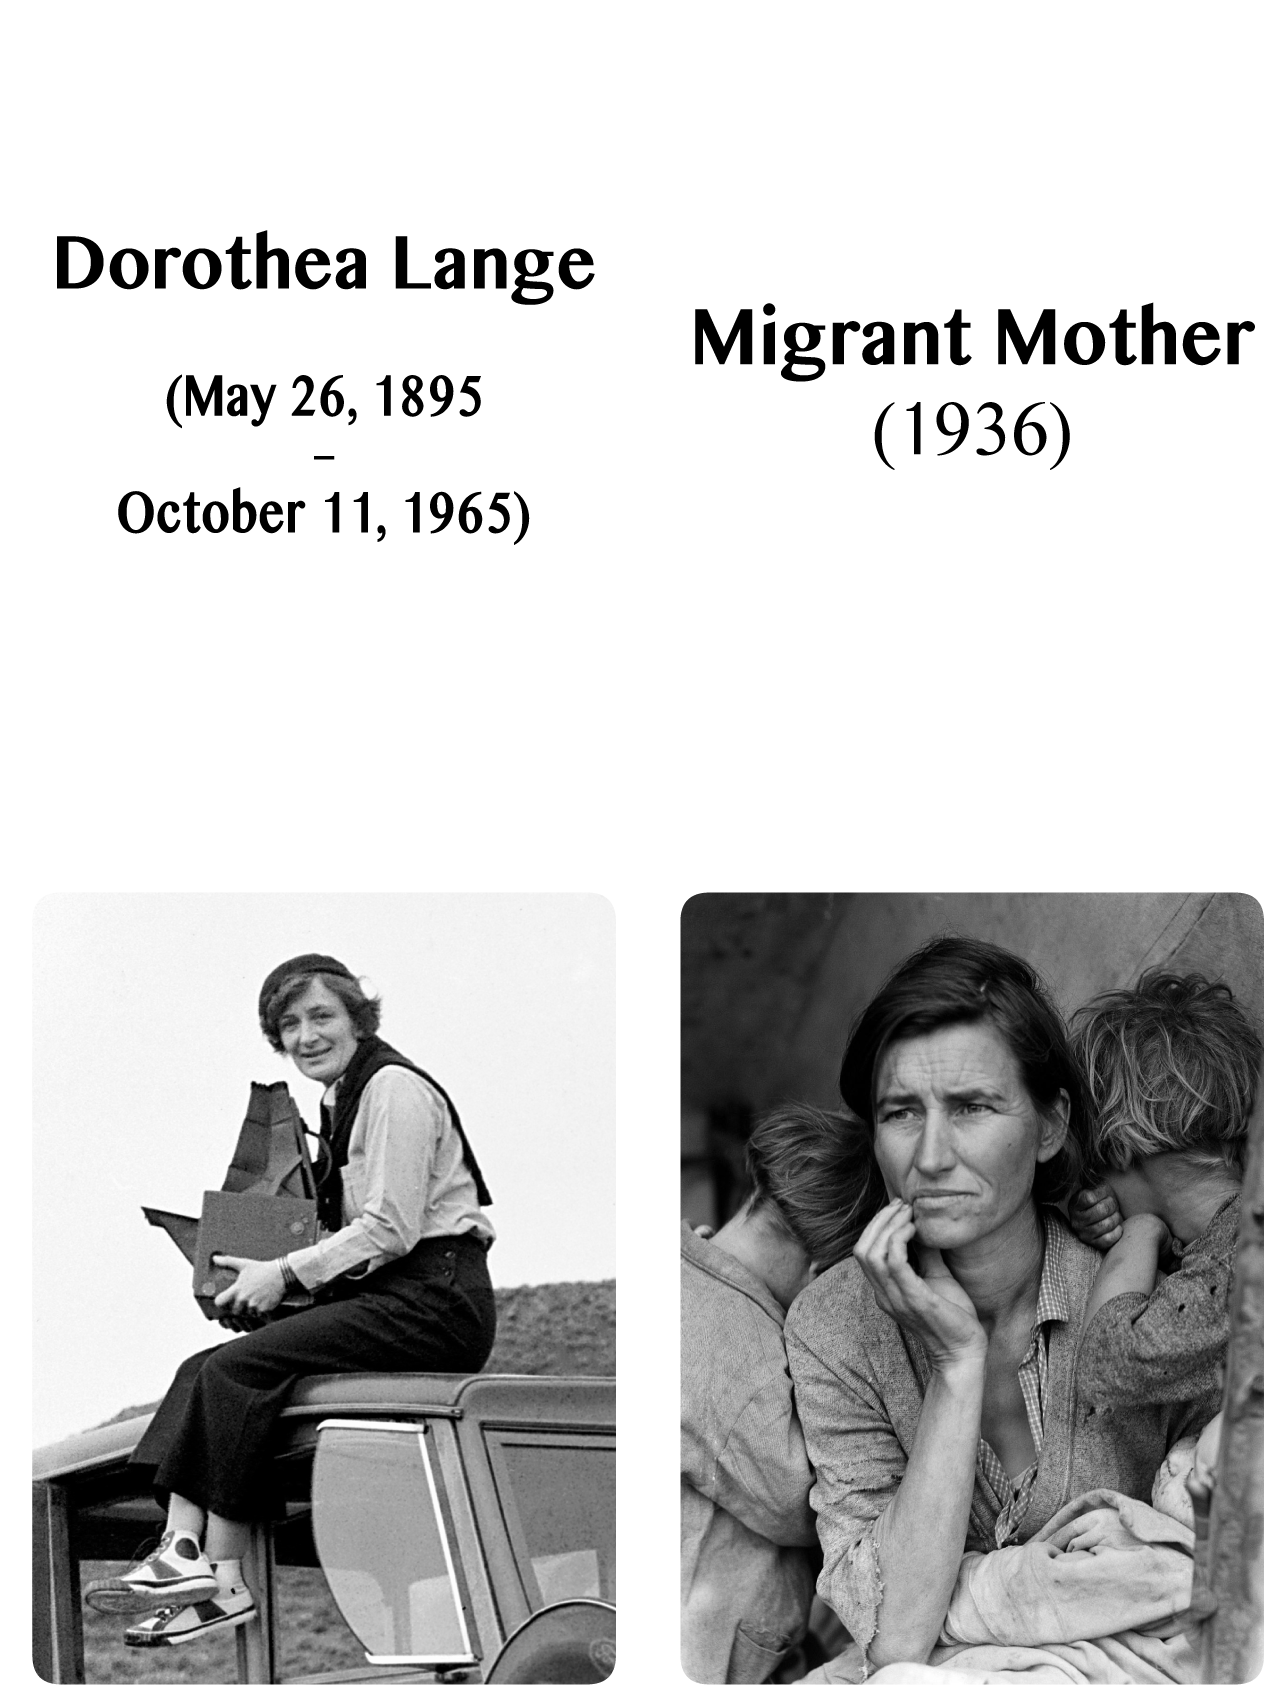 Dorothea Lange
(May 26, 1895
–
October 11, 1965)
Migrant Mother
(1936)